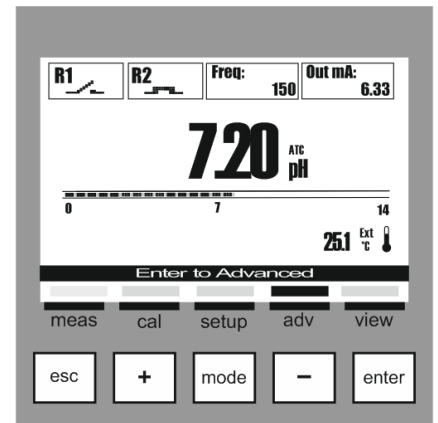 R1 R2 Freq: 150 Out mA: 6.33
7.20 ATC pH
0 7 14
25.1 Ext °C
Enter to Advanced
meas cal setup adv view
esc + mode − enter